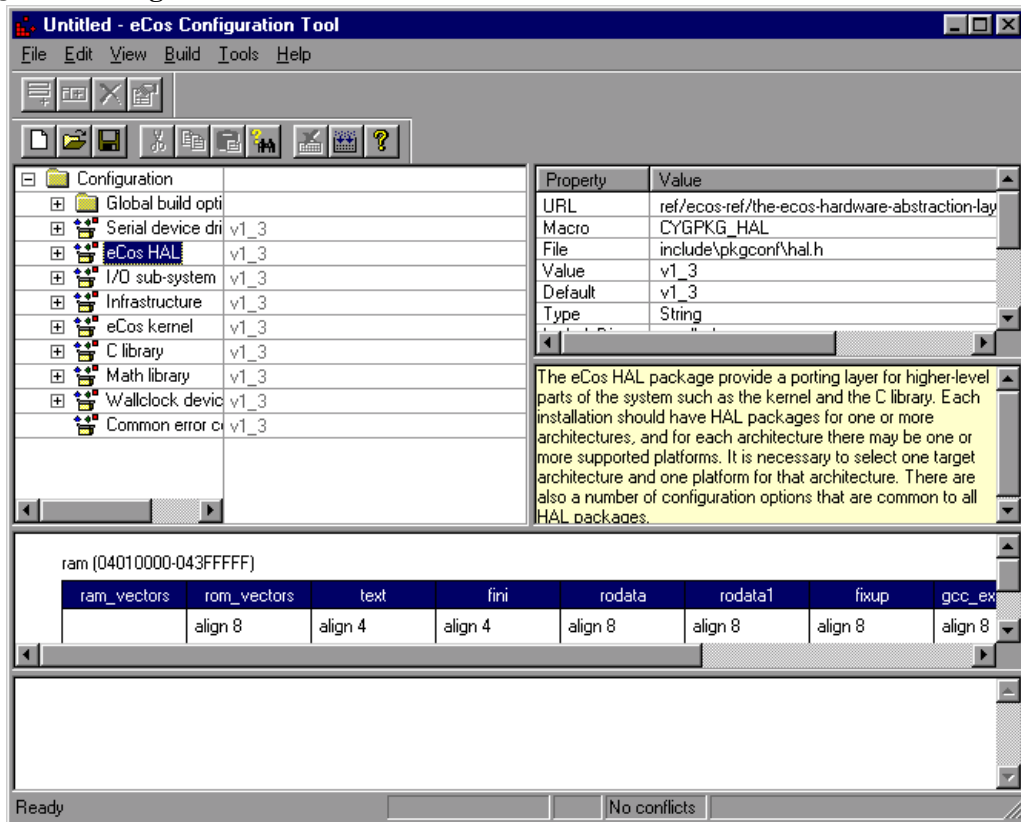 Untitled - eCos Configuration Tool
File Edit View Build Tools Help
Configuration
Global build opti
Serial device dri v1_3
eCos HAL v1_3
I/O sub-system v1_3
Infrastructure v1_3
eCos kernel v1_3
C library v1_3
Math library v1_3
Wallclock devic v1_3
Common error c v1_3
Property Value
URL ref/ecos-ref/the-ecos-hardware-abstraction-lay
Macro CYGPKG_HAL
File include\pkgconf\hal.h
Value v1_3
Default v1_3
Type String
The eCos HAL package provide a porting layer for higher-level
parts of the system such as the kernel and the C library. Each
installation should have HAL packages for one or more
architectures, and for each architecture there may be one or
more supported platforms. It is necessary to select one target
architecture and one platform for that architecture. There are
also a number of configuration options that are common to all
HAL packages.
ram (04010000-043FFFFF)
ram_vectors rom_vectors text fini rodata rodata1 fixup gcc_ex
align 8 align 4 align 4 align 8 align 8 align 8 align 8
Ready No conflicts